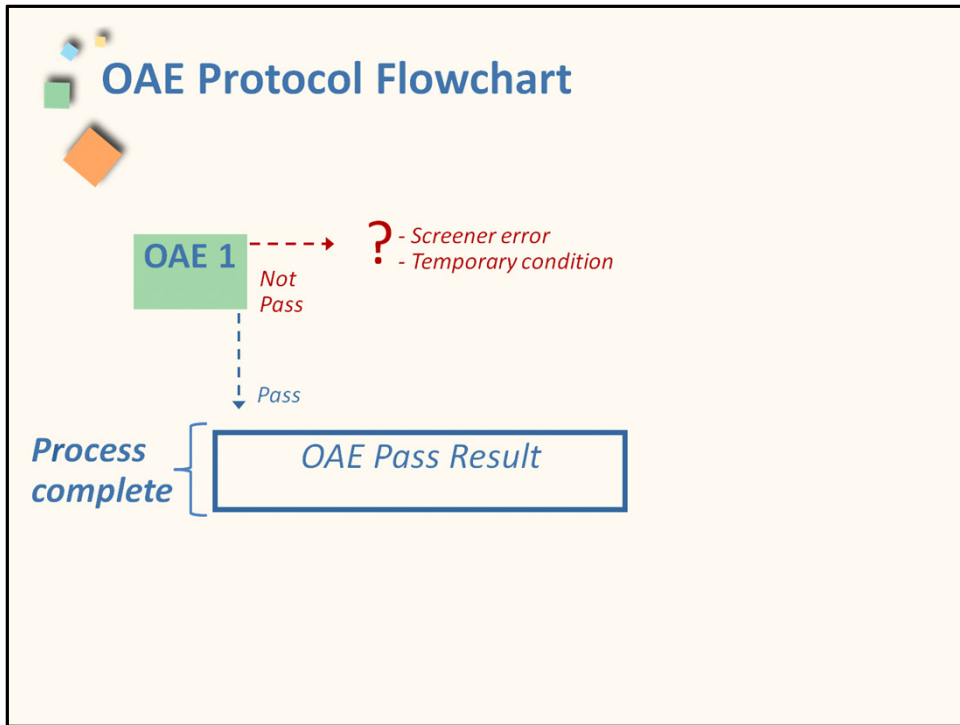 OAE Protocol Flowchart
OAE 1
Not
Pass
?
- Screener error
- Temporary condition
Pass
Process
complete
OAE Pass Result